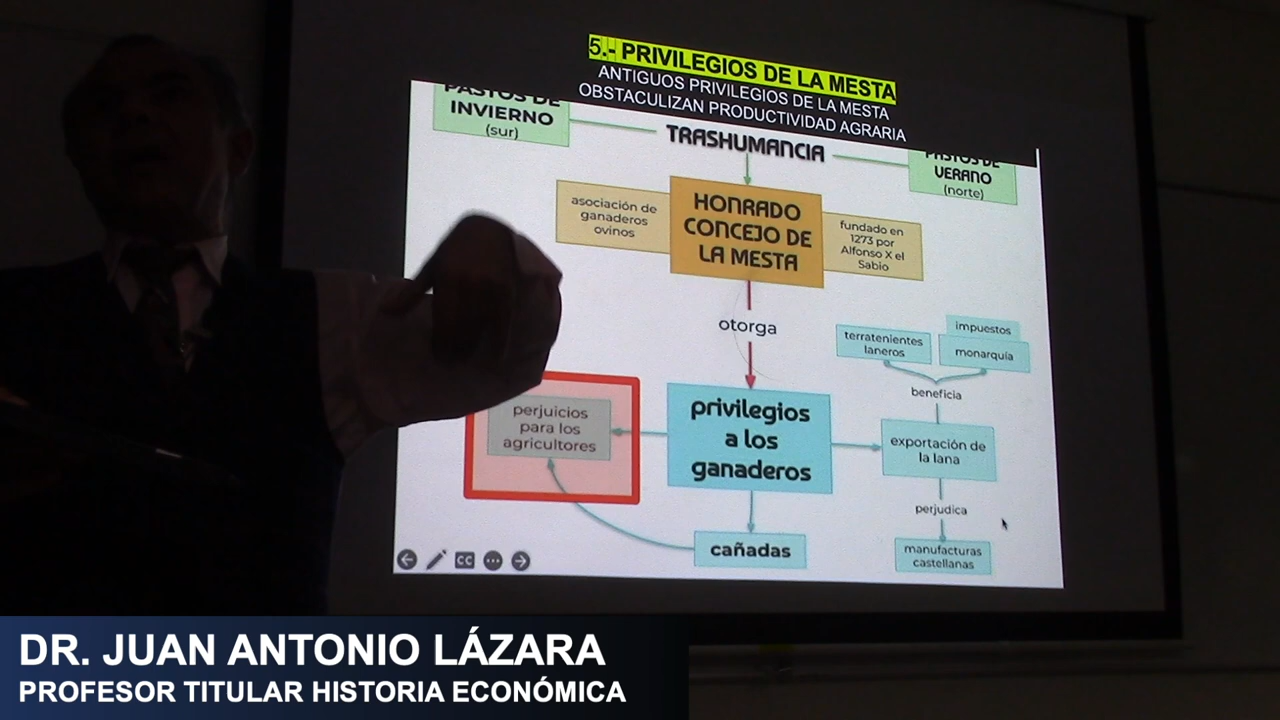 5.- PRIVILEGIOS DE LA MESTA
ANTIGUOS PRIVILEGIOS DE LA MESTA
OBSTACULIZAN PRODUCTIVIDAD AGRARIA
PASTOS DE
INVIERNO
(sur)
TRASHUMANCIA
PASTOS DE
VERANO
(norte)
asociación de
ganaderos
ovinos
HONRADO
CONCEJO DE
LA MESTA
fundado en
1273 por
Alfonso X el
Sabio
otorga
terratenientes
laneros
impuestos
monarquía
beneficia
perjuicios
para los
agricultores
privilegios
a los
ganaderos
exportación de
la lana
perjudica
cañadas
manufacturas
castellanas
CC
DR. JUAN ANTONIO LÁZARA
PROFESOR TITULAR HISTORIA ECONÓMICA